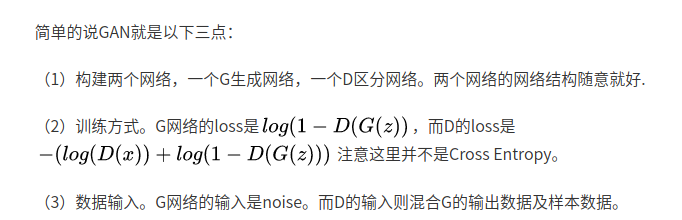 简单的说GAN就是以下三点：
（1）构建两个网络，一个G生成网络，一个D区分网络。两个网络的网络结构随意就好.
（2）训练方式。G网络的loss是log(1 − D(G(z))，而D的loss是
−(log(D(x)) + log(1 − D(G(z))) 注意这里并不是Cross Entropy。
（3）数据输入。G网络的输入是noise。而D的输入则混合G的输出数据及样本数据。